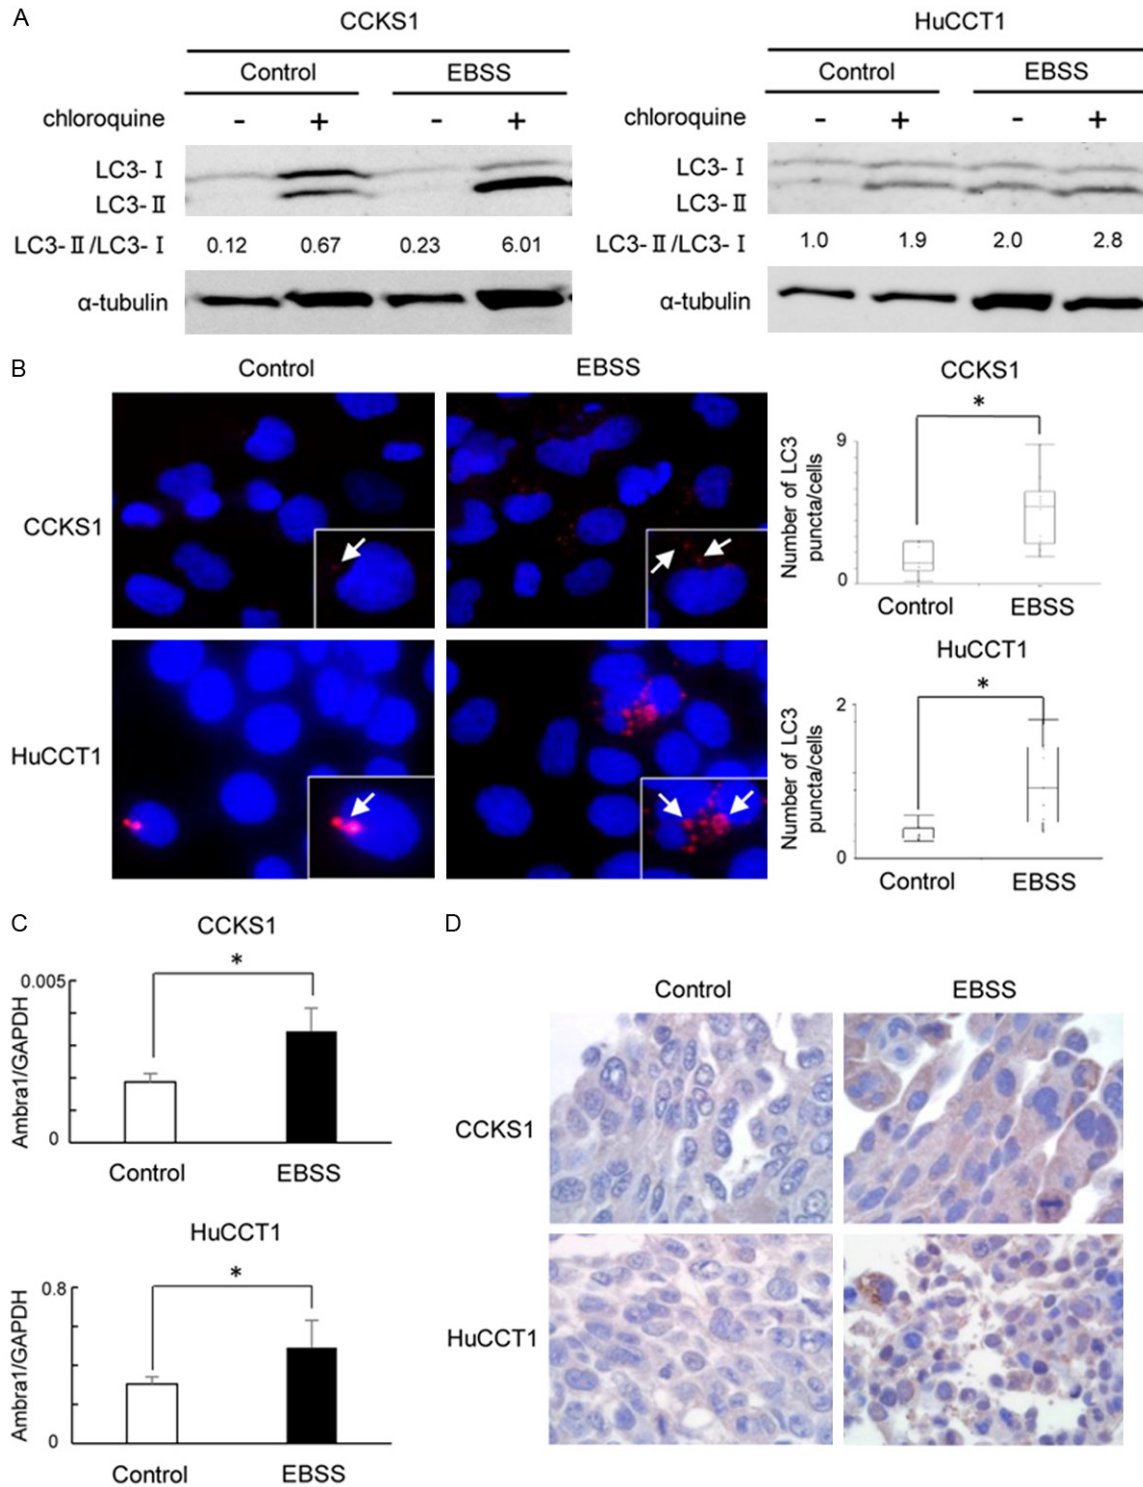 A
CCKS1
HuCCT1
Control EBSS
Control EBSS
chloroquine - + - +
chloroquine - + - +
LC3-Ⅰ
LC3-Ⅱ
LC3-Ⅰ
LC3-Ⅱ
LC3-Ⅱ/LC3-Ⅰ 0.12 0.67 0.23 6.01
LC3-Ⅱ/LC3-Ⅰ 1.0 1.9 2.0 2.8
α-tubulin
α-tubulin
B
Control EBSS
CCKS1
HuCCT1
CCKS1
*
9
0
Number of LC3
puncta/cells
Control EBSS
HuCCT1
*
2
0
Number of LC3
puncta/cells
Control EBSS
C
CCKS1
*
0.005
0
Ambra1/GAPDH
Control EBSS
HuCCT1
*
0.8
0
Ambra1/GAPDH
Control EBSS
D
Control EBSS
CCKS1
HuCCT1